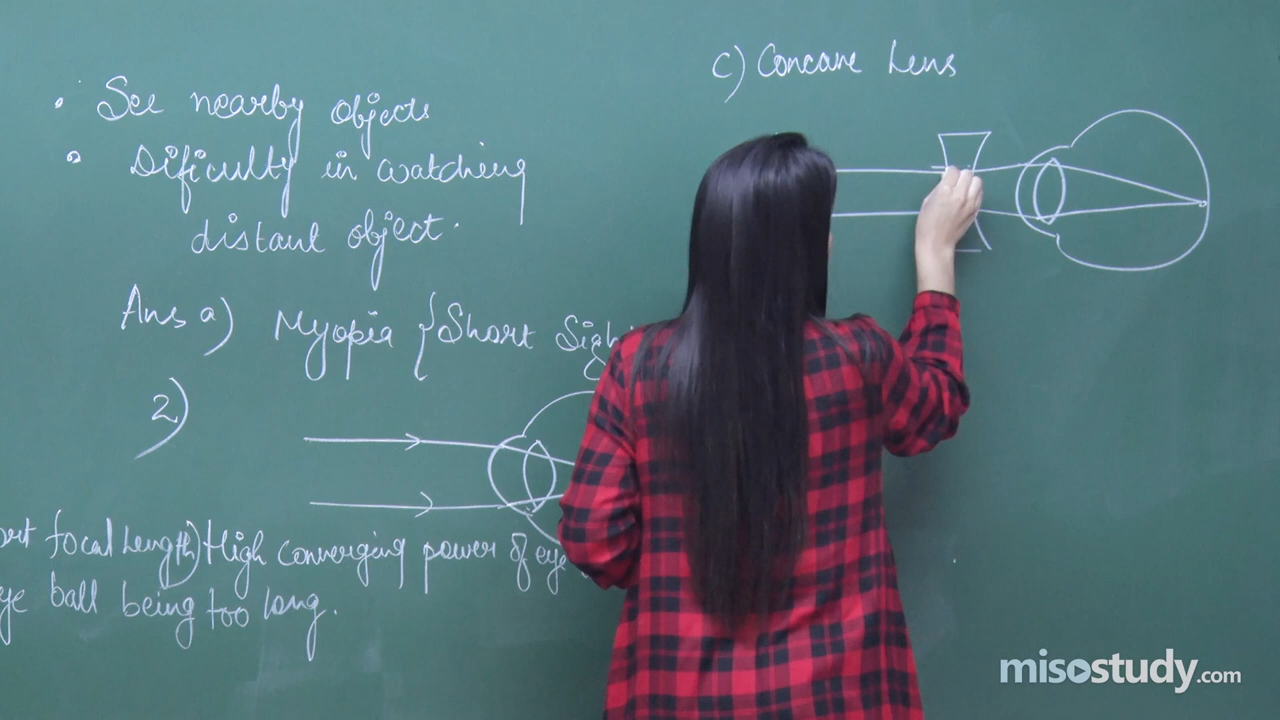 • See nearby objects
• Dificulty in watching
distant object.
Ans a) Myopia {Short Sigh
2)
ort focal Length) High converging power of eye
ye ball being too long.
c) Concave Lens
misostudy.com